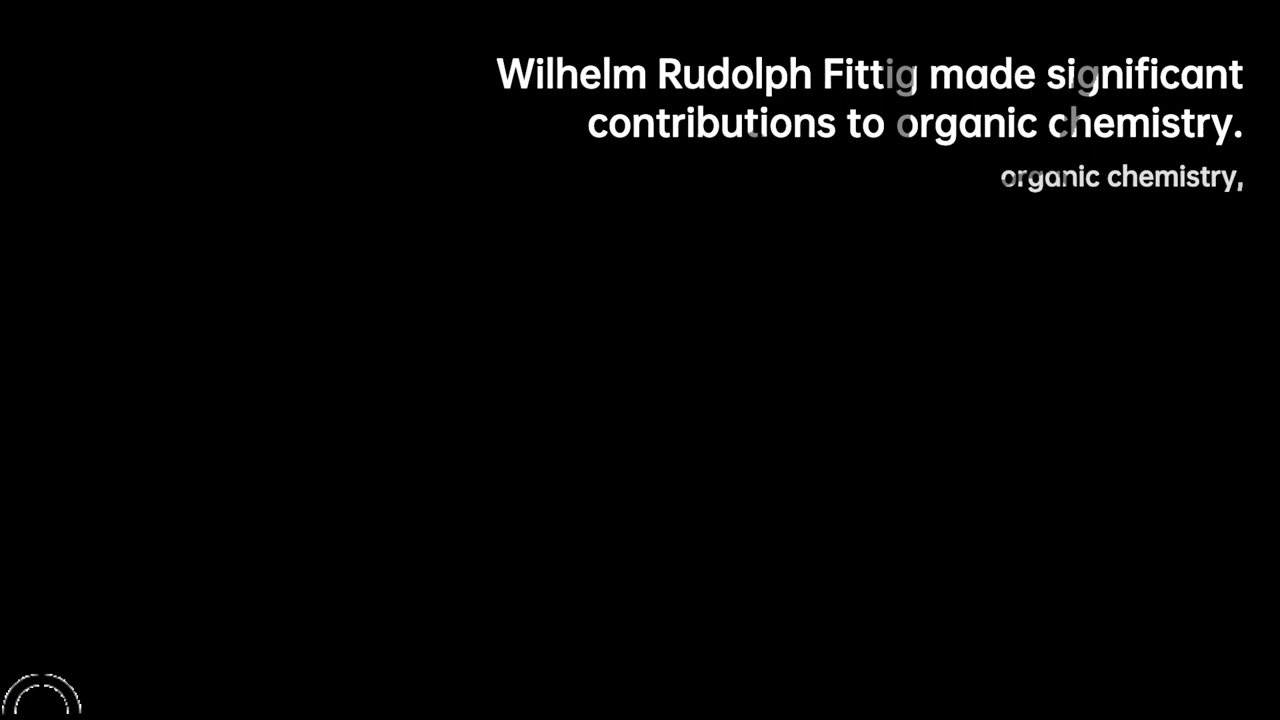 Wilhelm Rudolph Fittig made significant
contributions to organic chemistry.
organic chemistry,